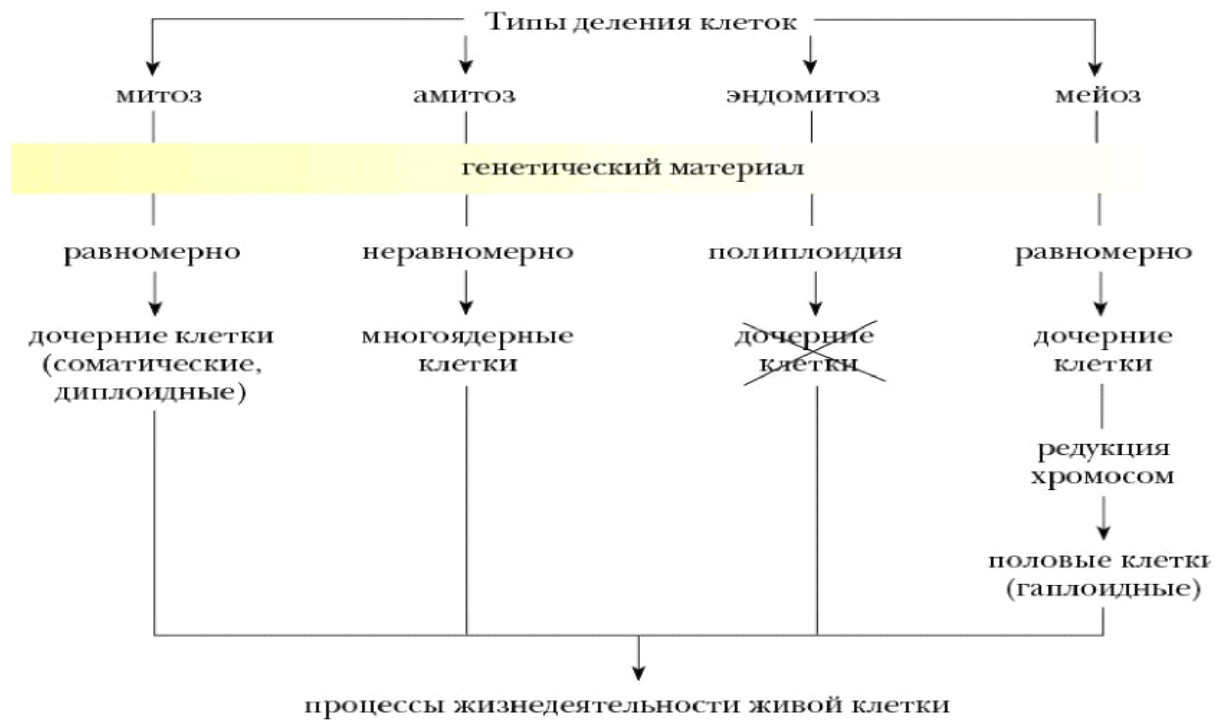 Типы деления клеток
митоз
амитоз
эндомитоз
мейоз
генетический материал
равномерно
неравномерно
полиплоидия
равномерно
дочерние клетки
(соматические,
диплоидные)
многоядерные
клетки
дочерние
клетки
дочерние
клетки
редукция
хромосом
половые клетки
(гаплоидные)
процессы жизнедеятельности живой клетки